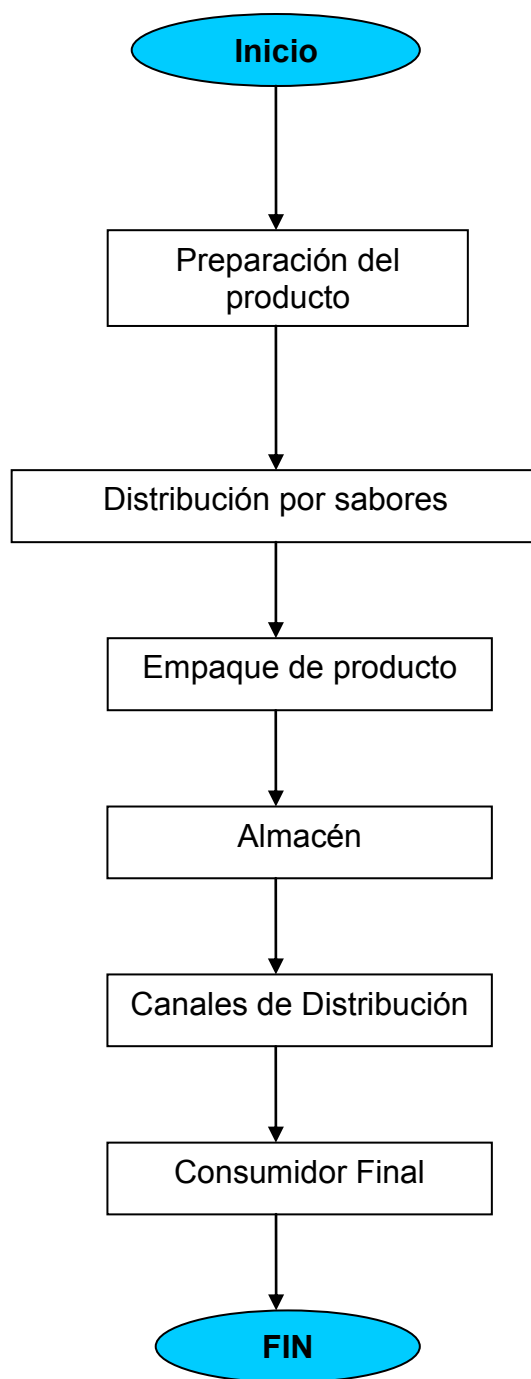 Inicio
Preparación del
producto
Distribución por sabores
Empaque de producto
Almacén
Canales de Distribución
Consumidor Final
FIN